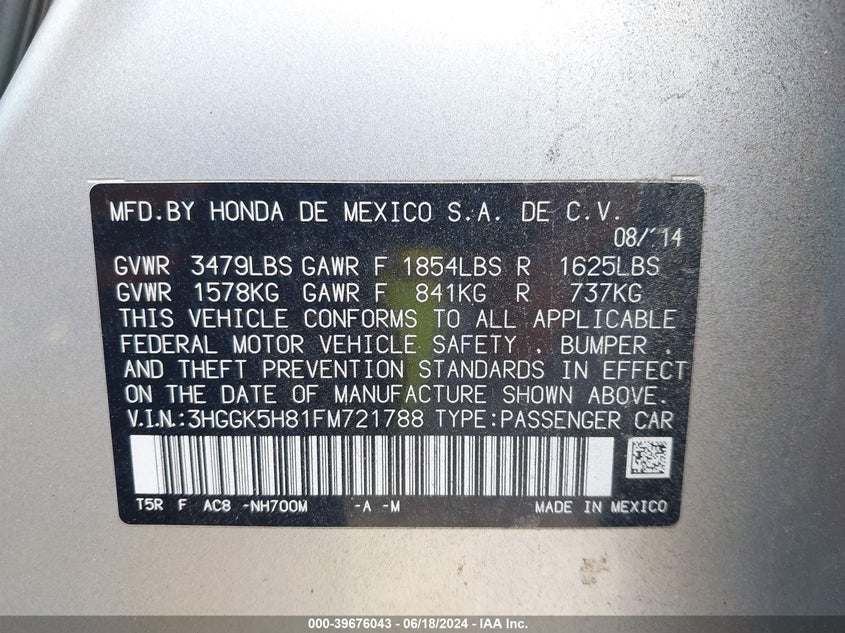 MFD.BY HONDA DE MEXICO S.A. DE C.V.
08/'14
GVWR 3479LBS GAWR F 1854LBS R 1625LBS
GVWR 1578KG GAWR F 841KG R 737KG
THIS VEHICLE CONFORMS TO ALL APPLICABLE
FEDERAL MOTOR VEHICLE SAFETY . BUMPER .
AND THEFT PREVENTION STANDARDS IN EFFECT
ON THE DATE OF MANUFACTURE SHOWN ABOVE.
V.I.N:3HGGK5H81FM721788 TYPE:PASSENGER CAR
T5R F AC8 -NH700M -A -M MADE IN MEXICO
000-39676043 / 06/18/2024 / IAA Inc.